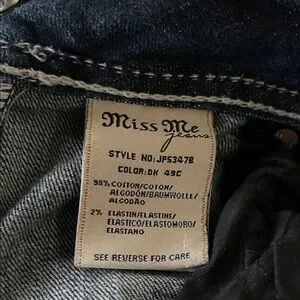 Miss Me
jeans
STYLE NO:JP5347B
COLOR:DK 49C
98% COTTON/COTON/
ALGODÓN/BAUMWOLLE/
ALGODÃO
2% ELASTIN/ELASTINE/
ELASTICO/ELASTOMORO/
ELASTANO
SEE REVERSE FOR CARE